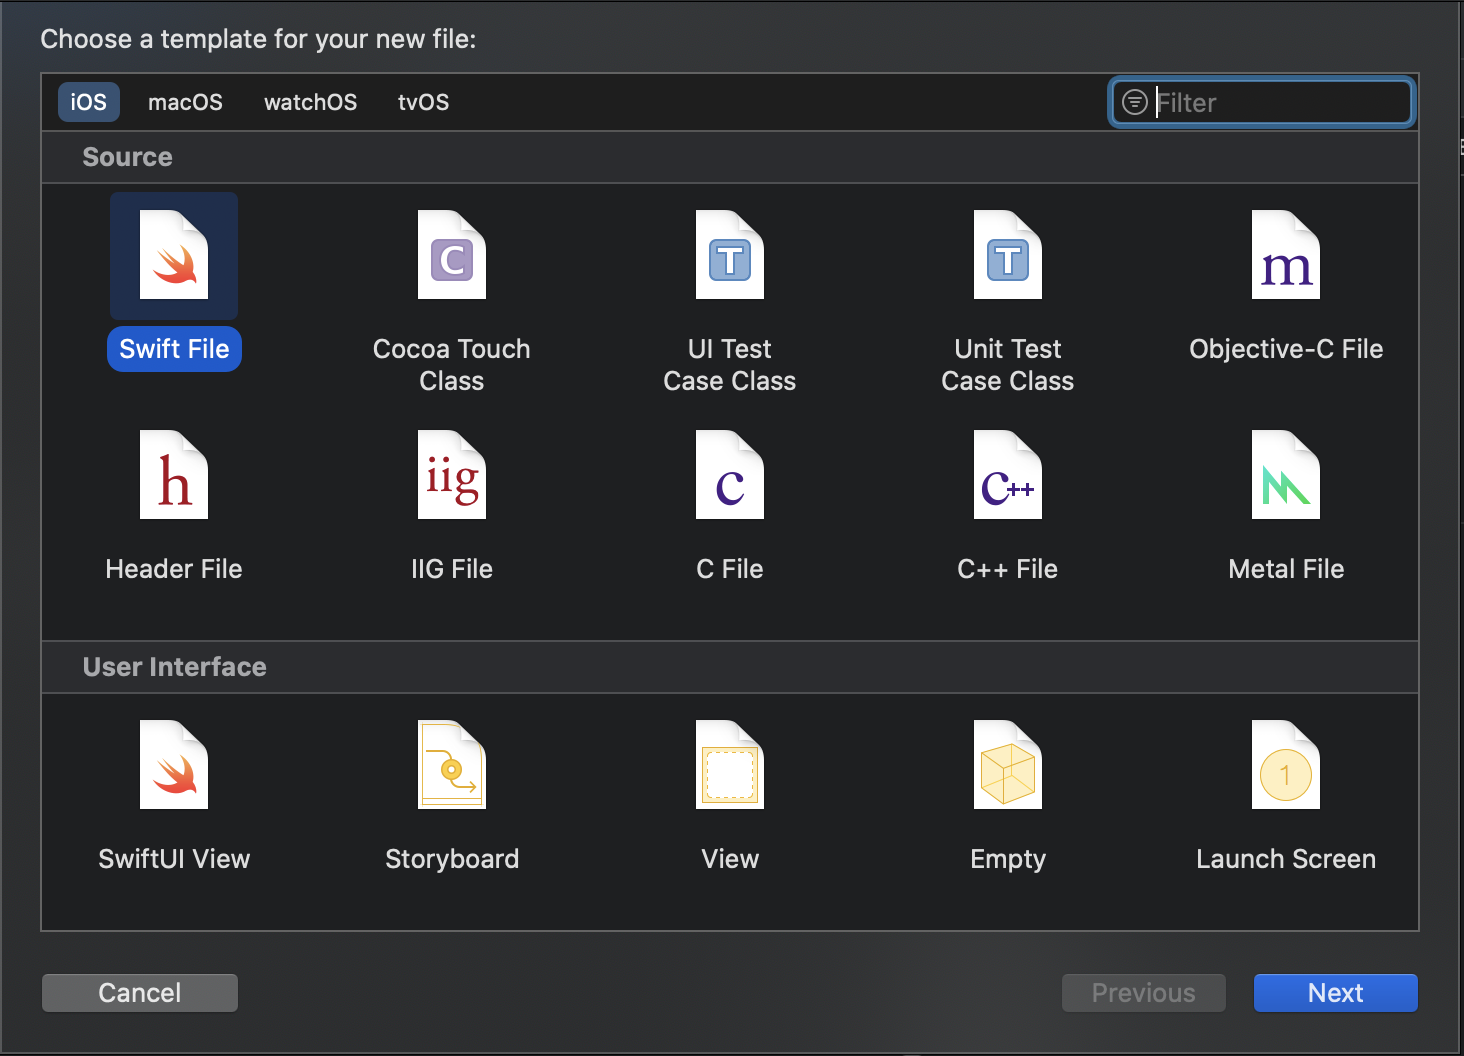 Choose a template for your new file:
iOS macOS watchOS tvOS Filter
Source
Swift File
Cocoa Touch
Class
UI Test
Case Class
Unit Test
Case Class
Objective-C File
Header File
IIG File
C File
C++ File
Metal File
User Interface
SwiftUI View
Storyboard
View
Empty
Launch Screen
Cancel Previous Next
C
T
T
m
h
iig
c
c++
1